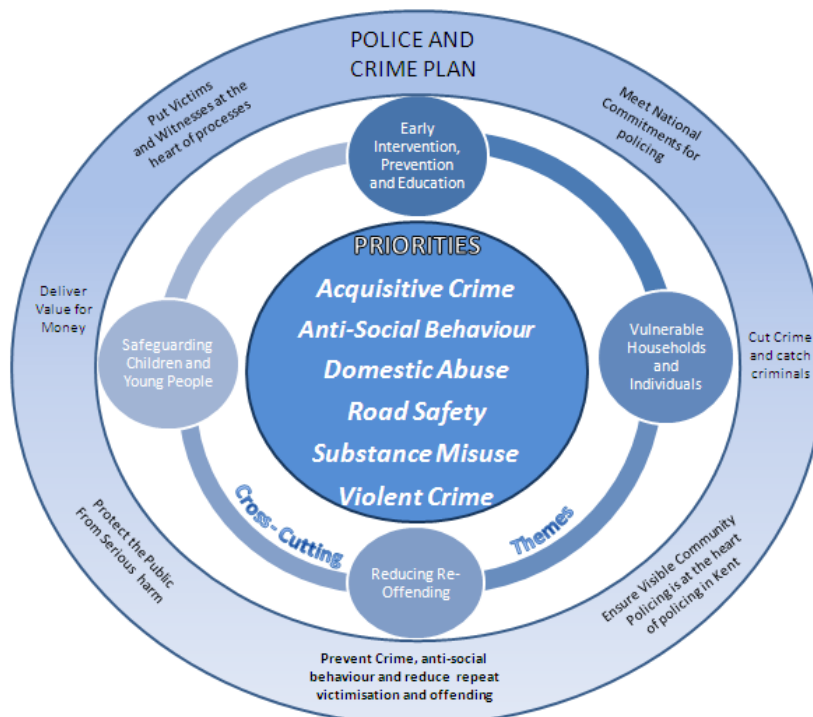 POLICE AND
CRIME PLAN
Put Victims
and Witnesses at the
heart of processes
Meet National
Commitments for
policing
Early
Intervention,
Prevention
and Education
PRIORITIES
Acquisitive Crime
Anti-Social Behaviour
Domestic Abuse
Road Safety
Substance Misuse
Violent Crime
Deliver
Value for
Money
Safeguarding
Children and
Young People
Vulnerable
Households
and
Individuals
Cut Crime
and catch
criminals
Cross-Cutting
Themes
Protect the Public
From Serious harm
Reducing Re-
Offending
Ensure Visible Community
Policing is at the heart
of policing in Kent
Prevent Crime, anti-social
behaviour and reduce repeat
victimisation and offending